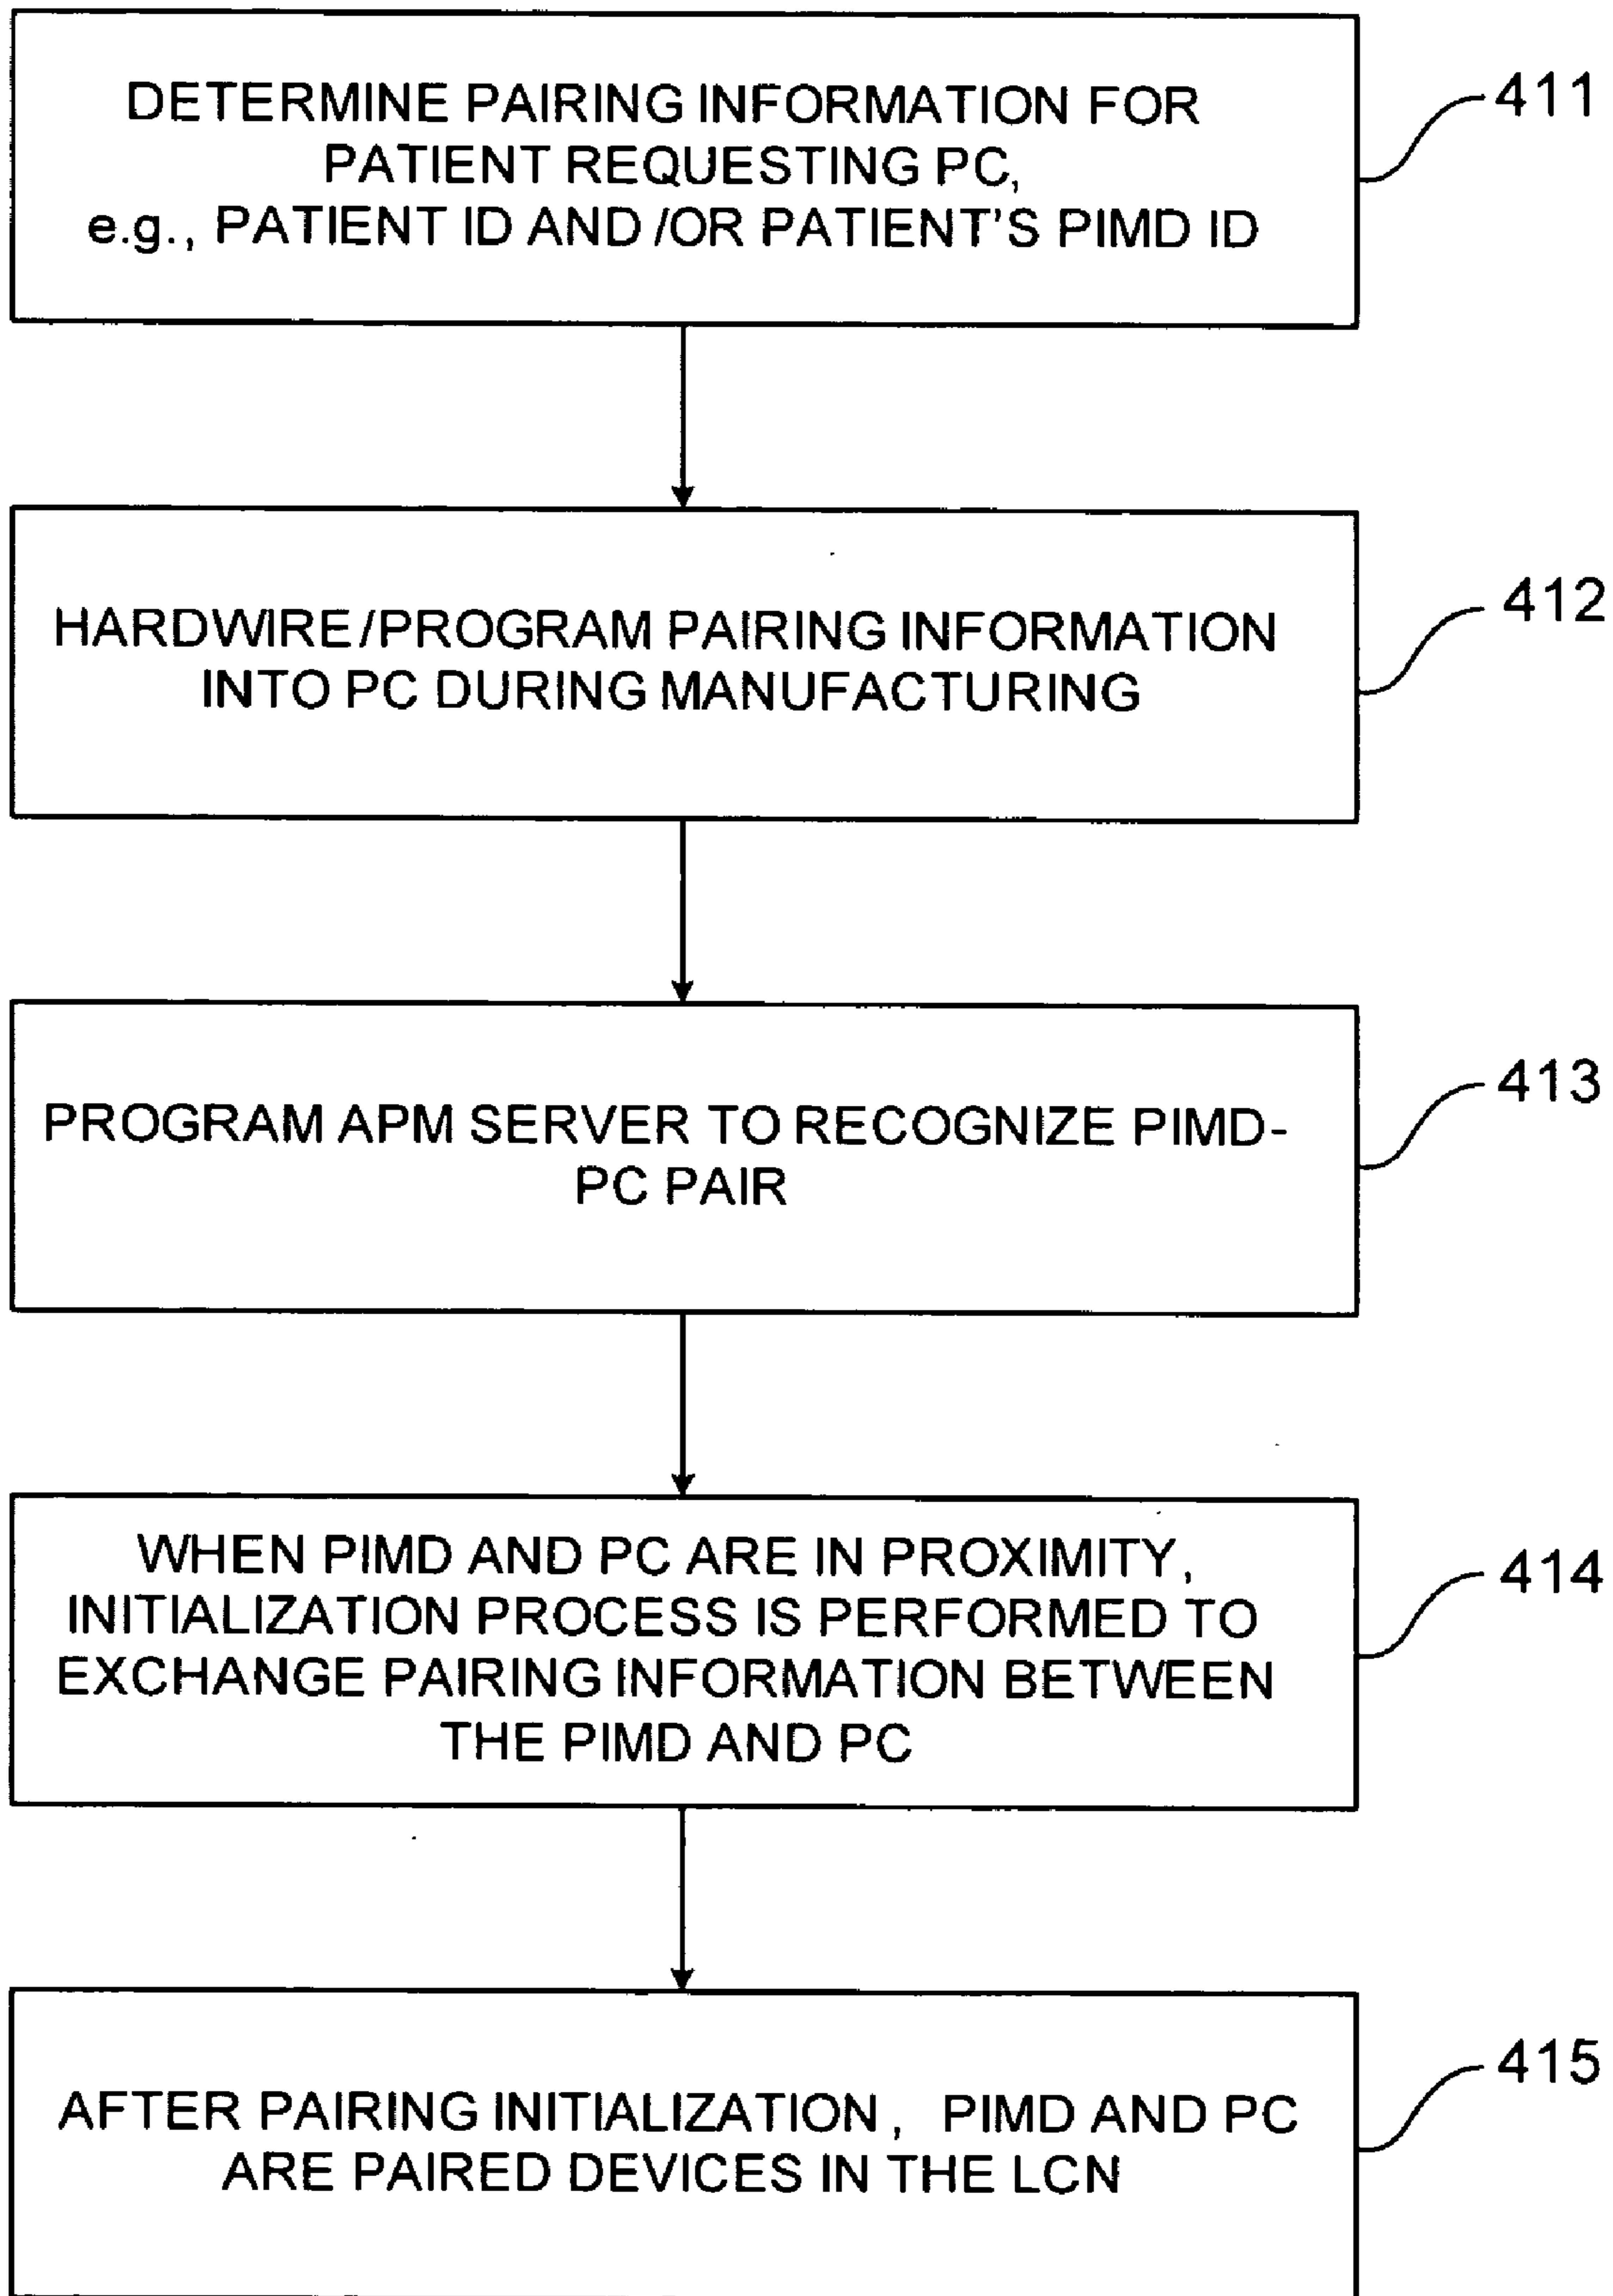 DETERMINE PAIRING INFORMATION FOR
PATIENT REQUESTING PC,
e.g., PATIENT ID AND /OR PATIENT'S PIMD ID
411
HARDWIRE/PROGRAM PAIRING INFORMATION
INTO PC DURING MANUFACTURING
412
PROGRAM APM SERVER TO RECOGNIZE PIMD-
PC PAIR
413
WHEN PIMD AND PC ARE IN PROXIMITY,
INITIALIZATION PROCESS IS PERFORMED TO
EXCHANGE PAIRING INFORMATION BETWEEN
THE PIMD AND PC
414
AFTER PAIRING INITIALIZATION, PIMD AND PC
ARE PAIRED DEVICES IN THE LCN
415